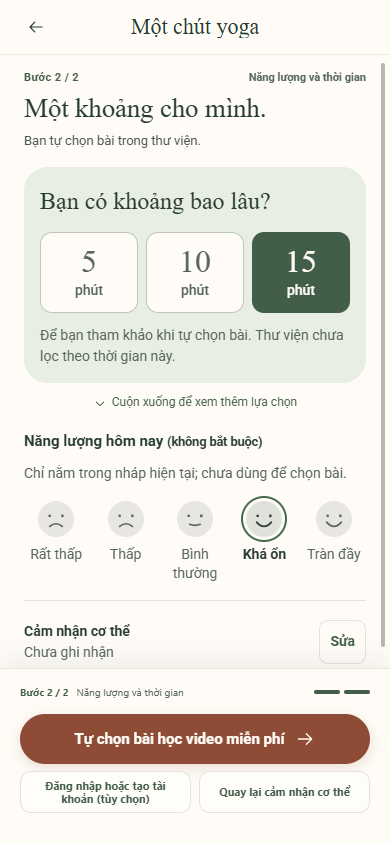 Một chút yoga
Bước 2 / 2 Năng lượng và thời gian
Một khoảng cho mình.
Bạn tự chọn bài trong thư viện.
Bạn có khoảng bao lâu?
5 10 15
phút phút phút
Để bạn tham khảo khi tự chọn bài. Thư viện chưa
lọc theo thời gian này.
Cuộn xuống để xem thêm lựa chọn
Năng lượng hôm nay (không bắt buộc)
Chỉ nằm trong nháp hiện tại; chưa dùng để chọn bài.
Rất thấp Thấp Bình Khá ổn Tràn đầy
thường
Cảm nhận cơ thể
Chưa ghi nhận
Sửa
Bước 2 / 2 Năng lượng và thời gian
Tự chọn bài học video miễn phí
Đăng nhập hoặc tạo tài
khoản (tùy chọn)
Quay lại cảm nhận cơ thể